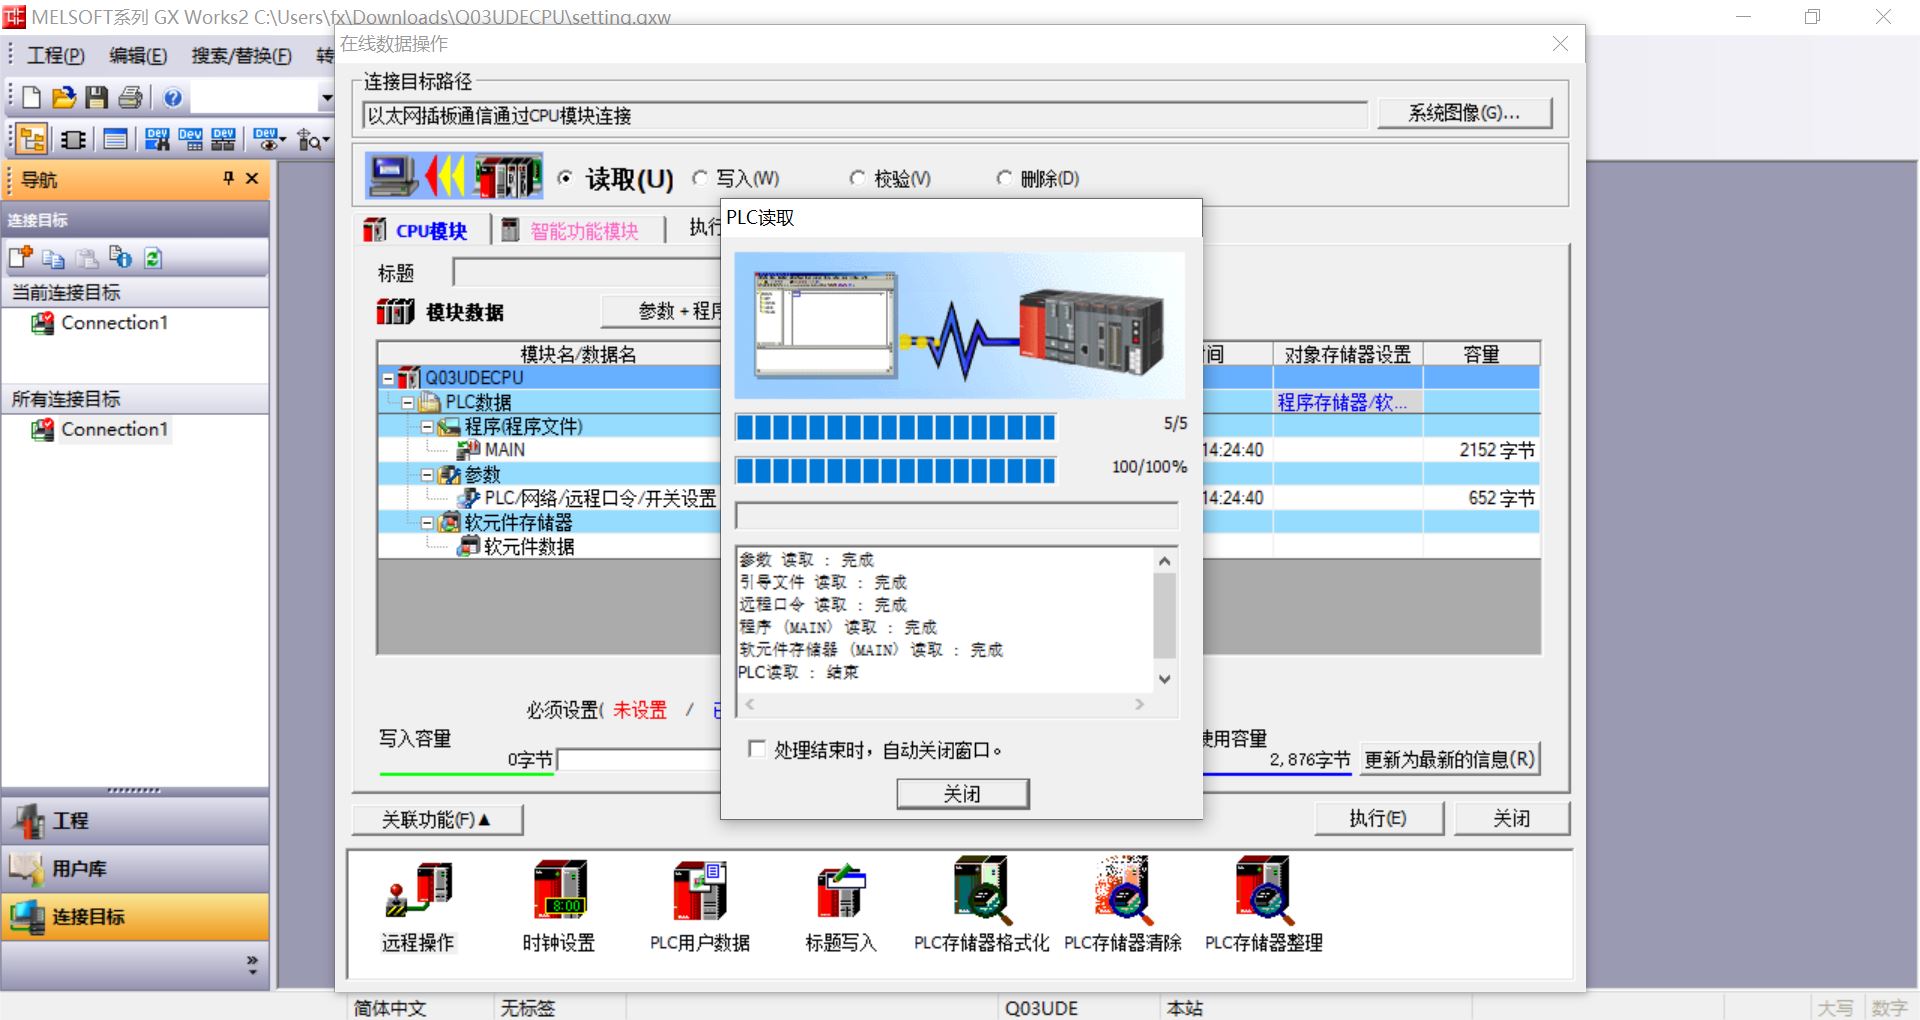 MELSOFT系列 GX Works2 C:\Users\fx\Downloads\Q03UDECPU\setting.gxw
工程(P) 编辑(E) 搜索/替换(F) 转
在线数据操作
连接目标路径
以太网插板通信通过CPU模块连接
系统图像(G)...
读取(U) 写入(W) 校验(V) 删除(D)
导航
连接目标
当前连接目标
Connection1
所有连接目标
Connection1
工程
用户库
连接目标
CPU模块 智能功能模块 执行
标题
模块数据 参数+程序
模块名/数据名 对象存储器设置 容量
Q03UDECPU
PLC数据 程序存储器/软...
程序(程序文件)
MAIN 14:24:40 2152 字节
参数
PLC/网络/远程口令/开关设置 14:24:40 652 字节
软元件存储器
软元件数据
必须设置( 未设置 /
写入容量
0字节
使用容量
2,876字节
更新为最新的信息(R)
PLC读取
5/5
100/100%
参数 读取 : 完成
引导文件 读取 : 完成
远程口令 读取 : 完成
程序 (MAIN) 读取 : 完成
软元件存储器 (MAIN) 读取 : 完成
PLC读取 : 结束
处理结束时，自动关闭窗口。
关闭
关联功能(F)▲
执行(E)
关闭
远程操作 时钟设置 PLC用户数据 标题写入 PLC存储器格式化 PLC存储器清除 PLC存储器整理
简体中文 无标签 Q03UDE 本站 大写 数字